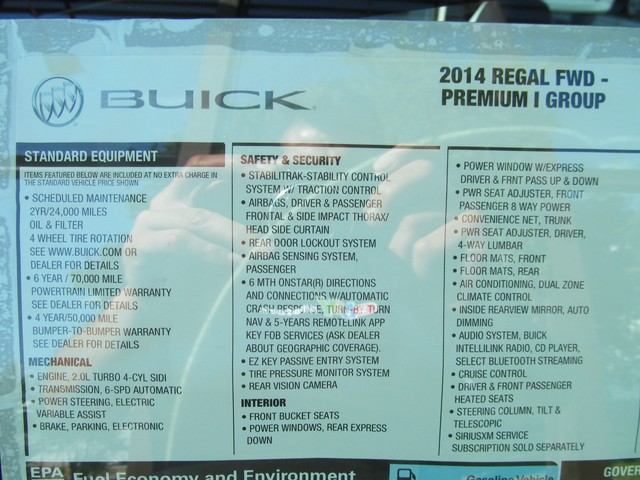 BUICK
2014 REGAL FWD -
PREMIUM I GROUP
STANDARD EQUIPMENT
ITEMS FEATURED BELOW ARE INCLUDED AT NO EXTRA CHARGE IN
THE STANDARD VEHICLE PRICE SHOWN
• SCHEDULED MAINTENANCE
2YR/24,000 MILES
OIL & FILTER
4 WHEEL TIRE ROTATION
SEE WWW.BUICK.COM OR
DEALER FOR DETAILS
• 6 YEAR / 70,000 MILE
POWERTRAIN LIMITED WARRANTY
SEE DEALER FOR DETAILS
• 4 YEAR/50,000 MILE
BUMPER-TO-BUMPER WARRANTY
SEE DEALER FOR DETAILS
MECHANICAL
• ENGINE, 2.0L TURBO 4-CYL SIDI
• TRANSMISSION, 6-SPD AUTOMATIC
• POWER STEERING, ELECTRIC
VARIABLE ASSIST
• BRAKE, PARKING, ELECTRONIC
SAFETY & SECURITY
• STABILITRAK-STABILITY CONTROL
SYSTEM W/ TRACTION CONTROL
• AIRBAGS, DRIVER & PASSENGER
FRONTAL & SIDE IMPACT THORAX/
HEAD SIDE CURTAIN
• REAR DOOR LOCKOUT SYSTEM
• AIRBAG SENSING SYSTEM,
PASSENGER
• 6 MTH ONSTAR(R) DIRECTIONS
AND CONNECTIONS W/AUTOMATIC
CRASH RESPONSE, TURN-BY-TURN
NAV & 5-YEARS REMOTELINK APP
KEY FOB SERVICES (ASK DEALER
ABOUT GEOGRAPHIC COVERAGE).
• EZ KEY PASSIVE ENTRY SYSTEM
• TIRE PRESSURE MONITOR SYSTEM
• REAR VISION CAMERA
INTERIOR
• FRONT BUCKET SEATS
• POWER WINDOWS, REAR EXPRESS
DOWN
• POWER WINDOW W/EXPRESS
DRIVER & FRNT PASS UP & DOWN
• PWR SEAT ADJUSTER, FRONT
PASSENGER 8 WAY POWER
• CONVENIENCE NET, TRUNK
• PWR SEAT ADJUSTER, DRIVER,
4-WAY LUMBAR
• FLOOR MATS, FRONT
• FLOOR MATS, REAR
• AIR CONDITIONING, DUAL ZONE
CLIMATE CONTROL
• INSIDE REARVIEW MIRROR, AUTO
DIMMING
• AUDIO SYSTEM, BUICK
INTELLILINK RADIO, CD PLAYER,
SELECT BLUETOOTH STREAMING
• CRUISE CONTROL
• DRIVER & FRONT PASSENGER
HEATED SEATS
• STEERING COLUMN, TILT &
TELESCOPIC
• SIRIUSXM SERVICE
SUBSCRIPTION SOLD SEPARATELY
EPA
Fuel Economy and Environment
Gasoline Vehicle
GOVER